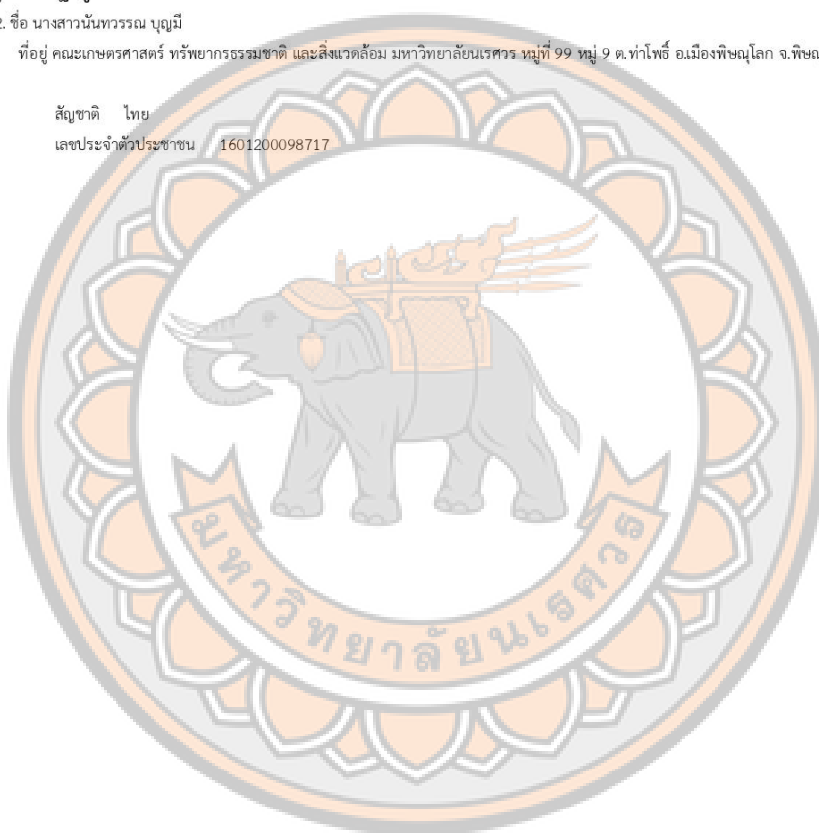 2. ชื่อ นางสาวนันทวรรณ บุญมี
ที่อยู่ คณะเกษตรศาสตร์ ทรัพยากรธรรมชาติ และสิ่งแวดล้อม มหาวิทยาลัยนเรศวร หมู่ที่ 99 หมู่ 9 ต.ท่าโพธิ์ อ.เมืองพิษณุโลก จ.พิษณ
สัญชาติ ไทย
เลขประจำตัวประชาชน 1601200098717
มหาวิทยาลัยนเรศวร